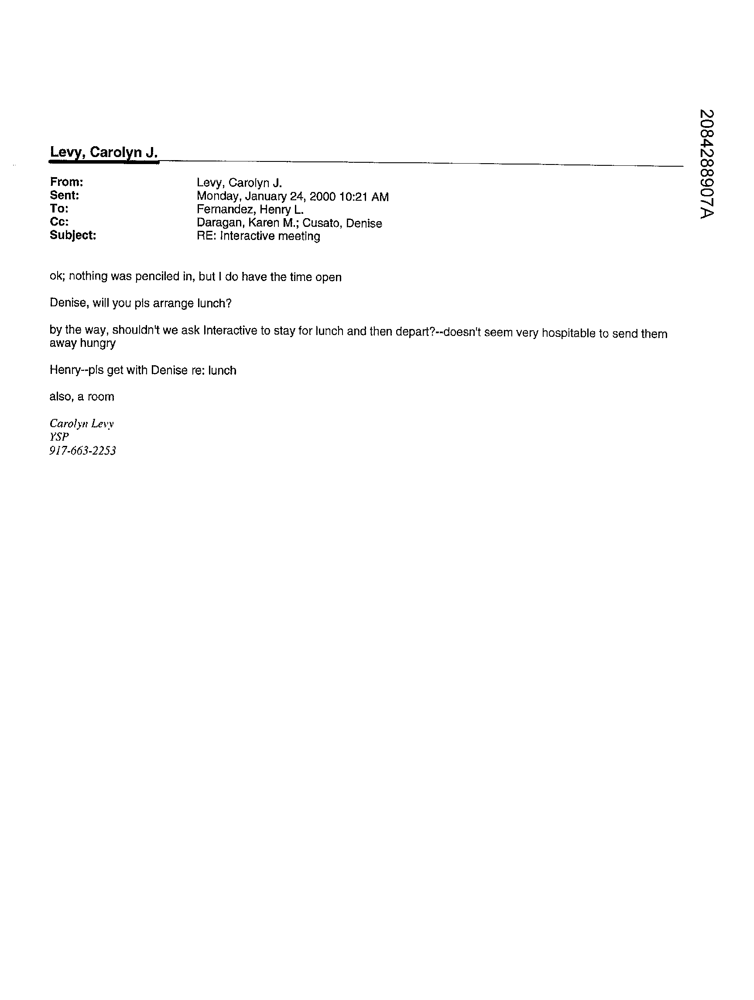 2084288907A
Levy, Carolyn J.
From: Levy, Carolyn J.
Sent: Monday, January 24, 2000 10:21 AM
To: Fernandez, Henry L.
Cc: Daragan, Karen M.; Cusato, Denise
Subject: RE: Interactive meeting
ok; nothing was penciled in, but I do have the time open
Denise, will you pls arrange lunch?
by the way, shouldn't we ask Interactive to stay for lunch and then depart?--doesn't seem very hospitable to send them
away hungry
Henry--pls get with Denise re: lunch
also, a room
Carolyn Levy
YSP
917-663-2253